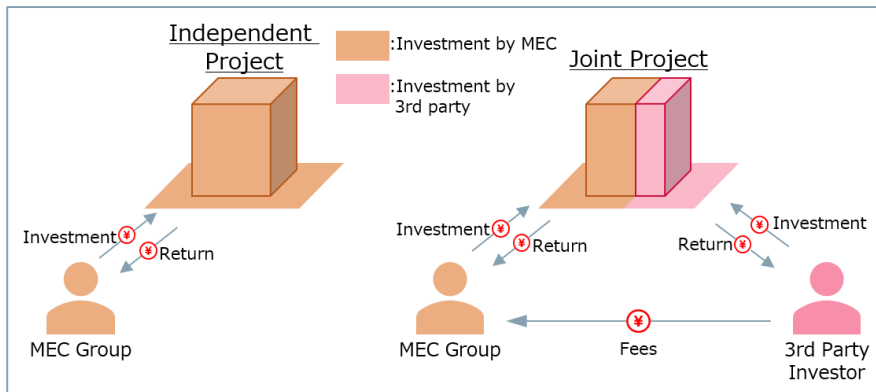 Independent
Project
:Investment by MEC
:Investment by
3rd party
Joint Project
Investment
¥
¥
Return
MEC Group
Investment
¥
¥
Return
¥
Investment
Return
¥
MEC Group
¥
Fees
3rd Party
Investor